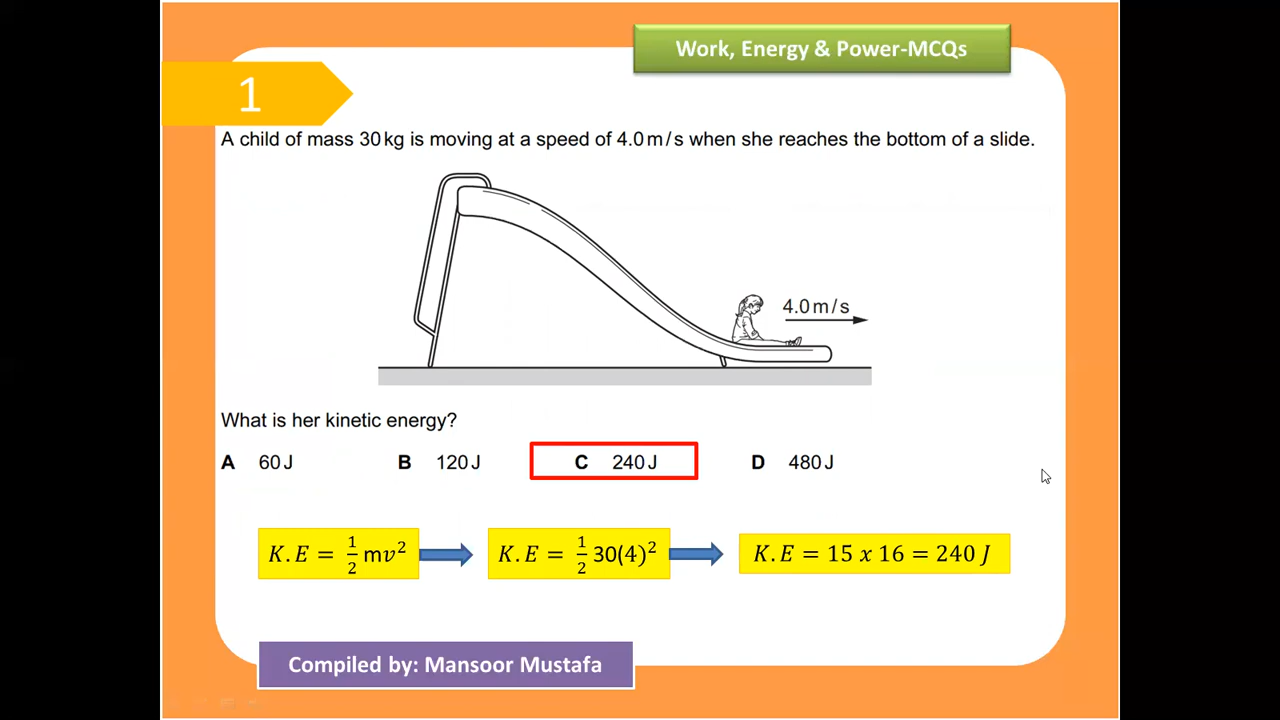 Work, Energy & Power-MCQs
1
A child of mass 30 kg is moving at a speed of 4.0 m / s when she reaches the bottom of a slide.
4.0 m / s
What is her kinetic energy?
A 60 J B 120 J C 240 J D 480 J
K.E = 1/2 mv² K.E = 1/2 30(4)² K.E = 15 x 16 = 240 J
Compiled by: Mansoor Mustafa